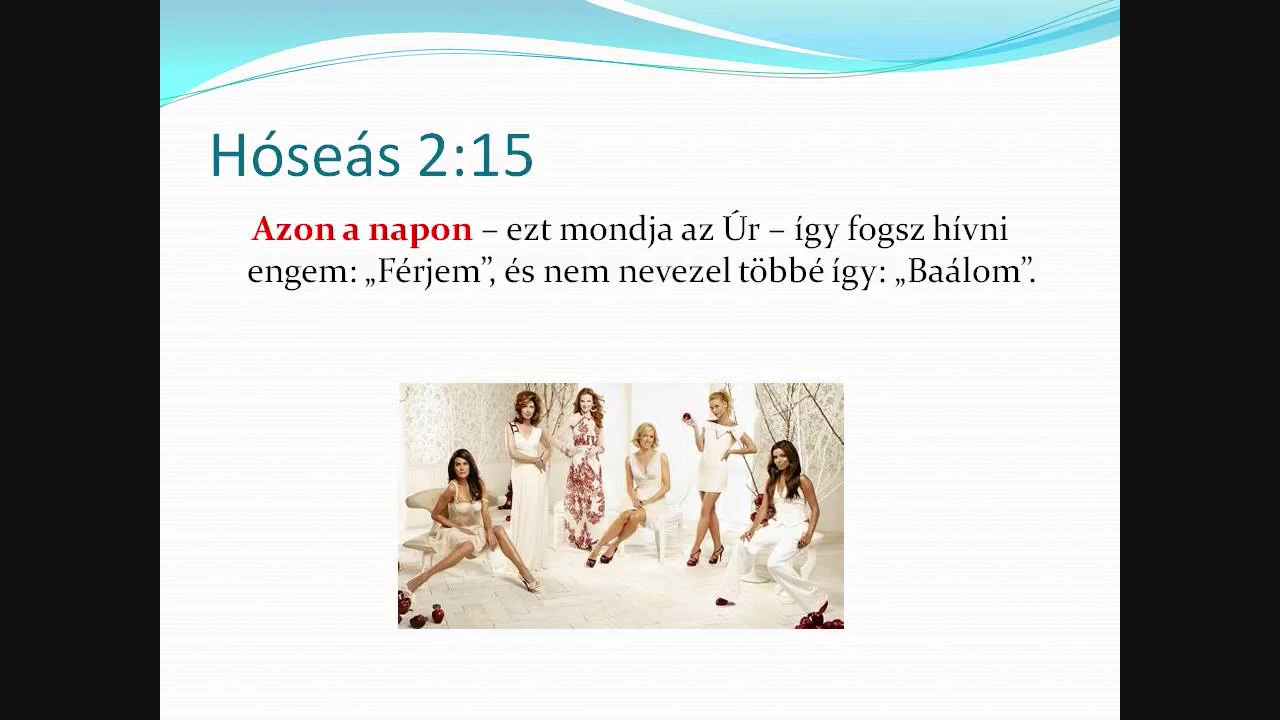 Hóseás 2:15
Azon a napon – ezt mondja az Úr – így fogsz hívni
engem: „Férjem”, és nem nevezel többé így: „Baálom”.